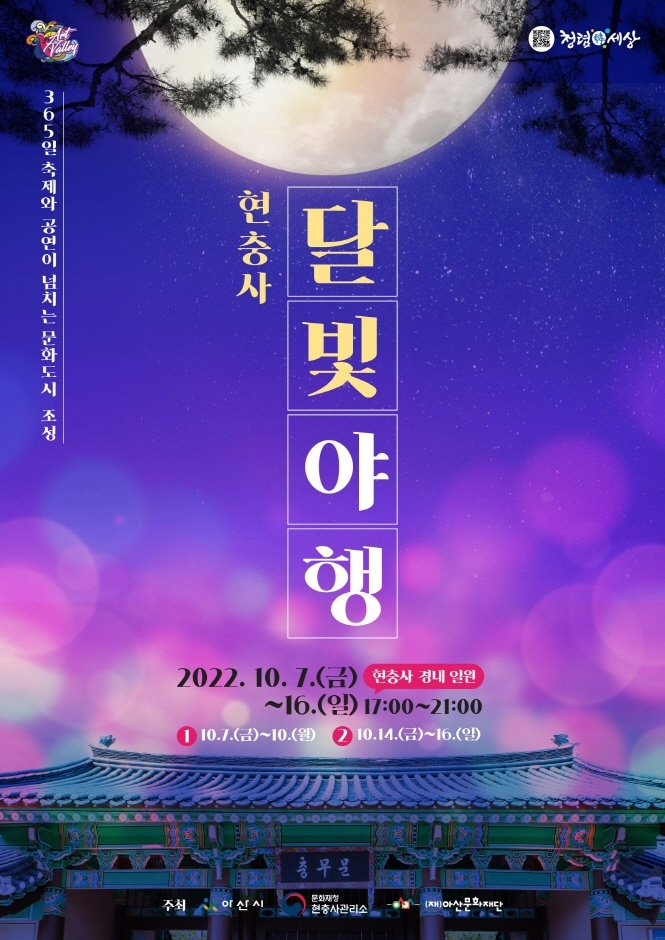 Art
Valley
청렴韓세상
365일 축제와 공연이 넘치는 문화도시 조성
현충사
달빛야행
2022. 10. 7.(금)
~16.(일)
현충사 경내 일원
17:00~21:00
1 10.7.(금)~10.(월) 2 10.14.(금)~16.(일)
충무문
주최 아산시 문화재청 현충사관리소 (재)아산문화재단